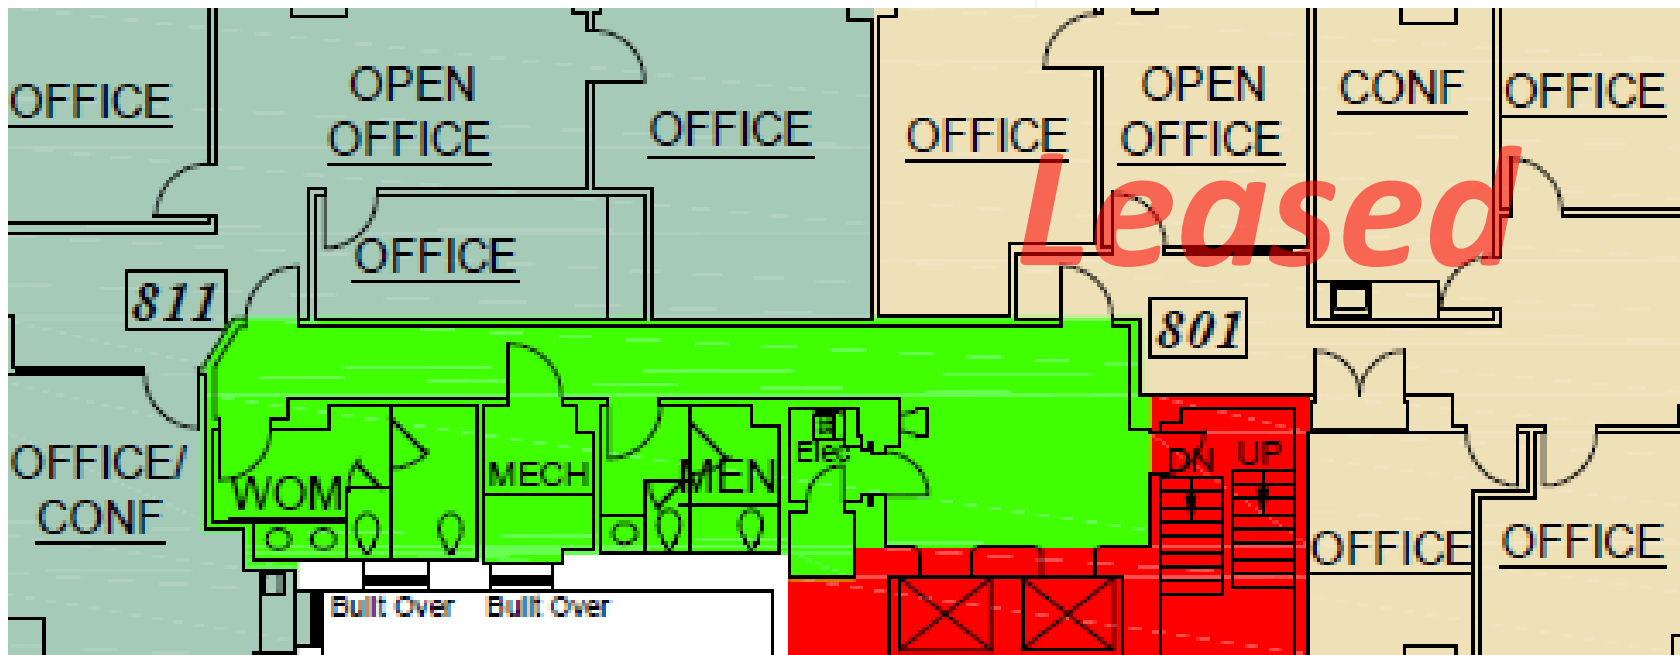 OFFICE
OPEN
OFFICE
OFFICE
OFFICE
OPEN
OFFICE
CONF
OFFICE
Leased
OFFICE
811
801
OFFICE/
CONF
WOM
MECH
MEN
Elec
DN
UP
OFFICE
OFFICE
Built Over
Built Over